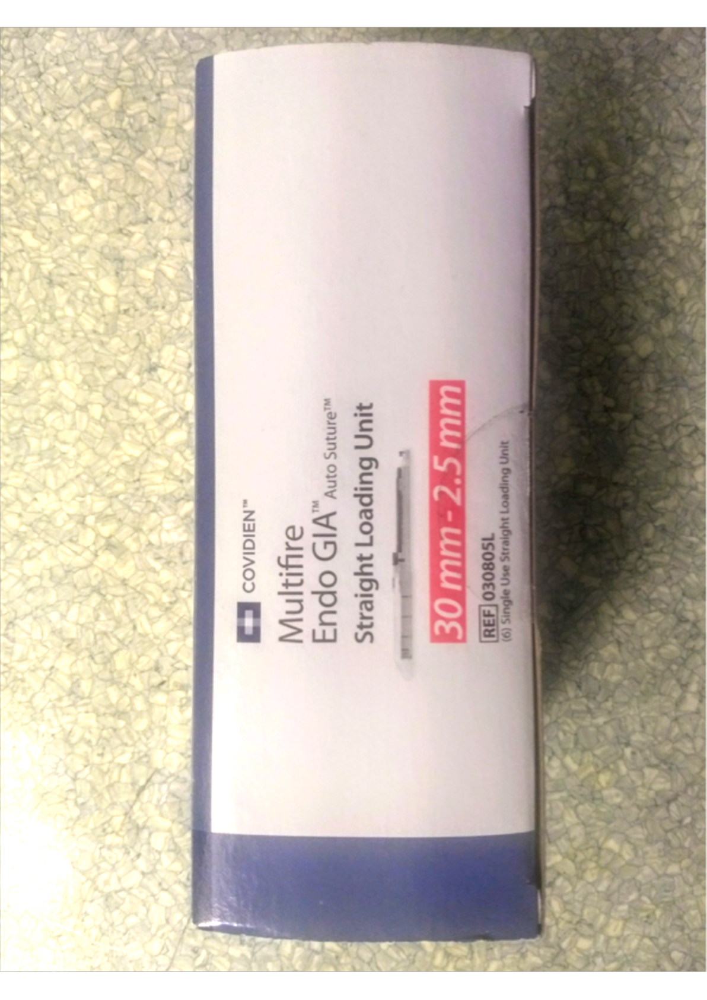 COVIDIEN™
Multifire
Endo GIA™ Auto Suture™
Straight Loading Unit
30 mm - 2.5 mm
REF 030805L
(6) Single Use Straight Loading Unit